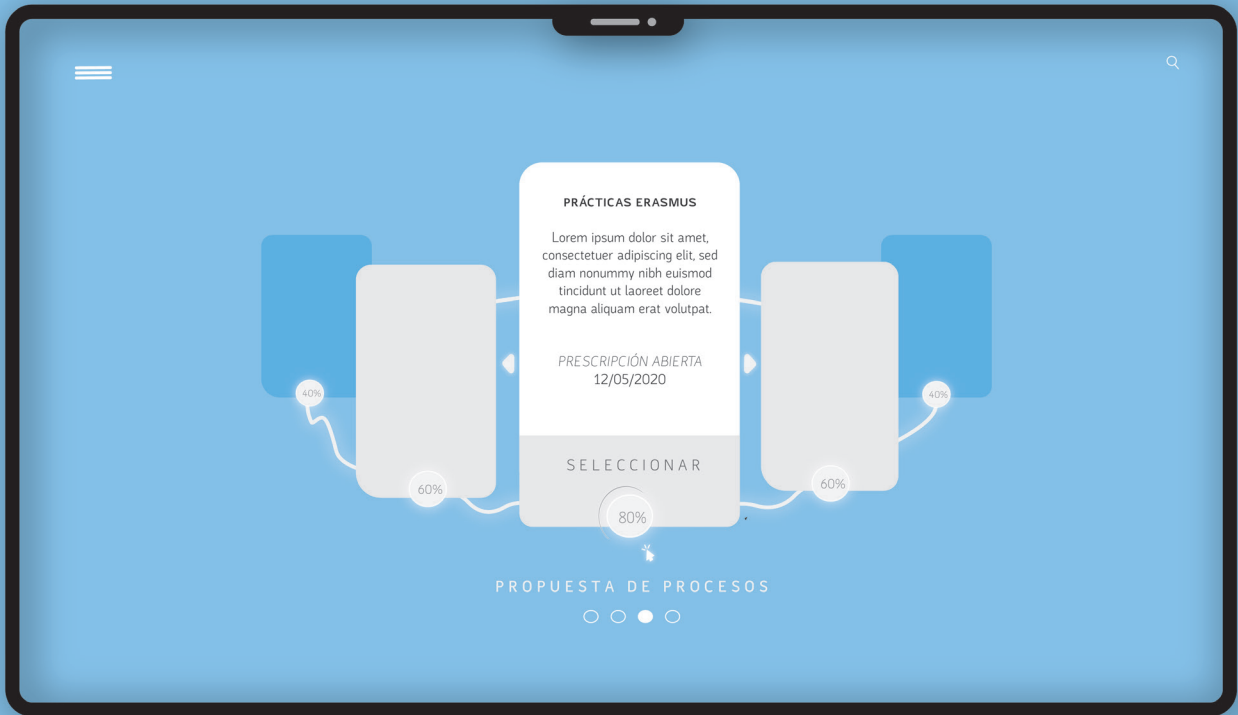 PRÁCTICAS ERASMUS
Lorem ipsum dolor sit amet,
consectetuer adipiscing elit, sed
diam nonummy nibh euismod
tincidunt ut laoreet dolore
magna aliquam erat volutpat.
PRESCRIPCIÓN ABIERTA
12/05/2020
40%
40%
SELECCIONAR
60%
60%
80%
PROPUESTA DE PROCESOS